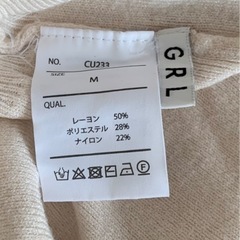 NO. CU233
SIZE M
QUAL.
レーヨン 50%
ポリエステル 28%
ナイロン 22%
GRL